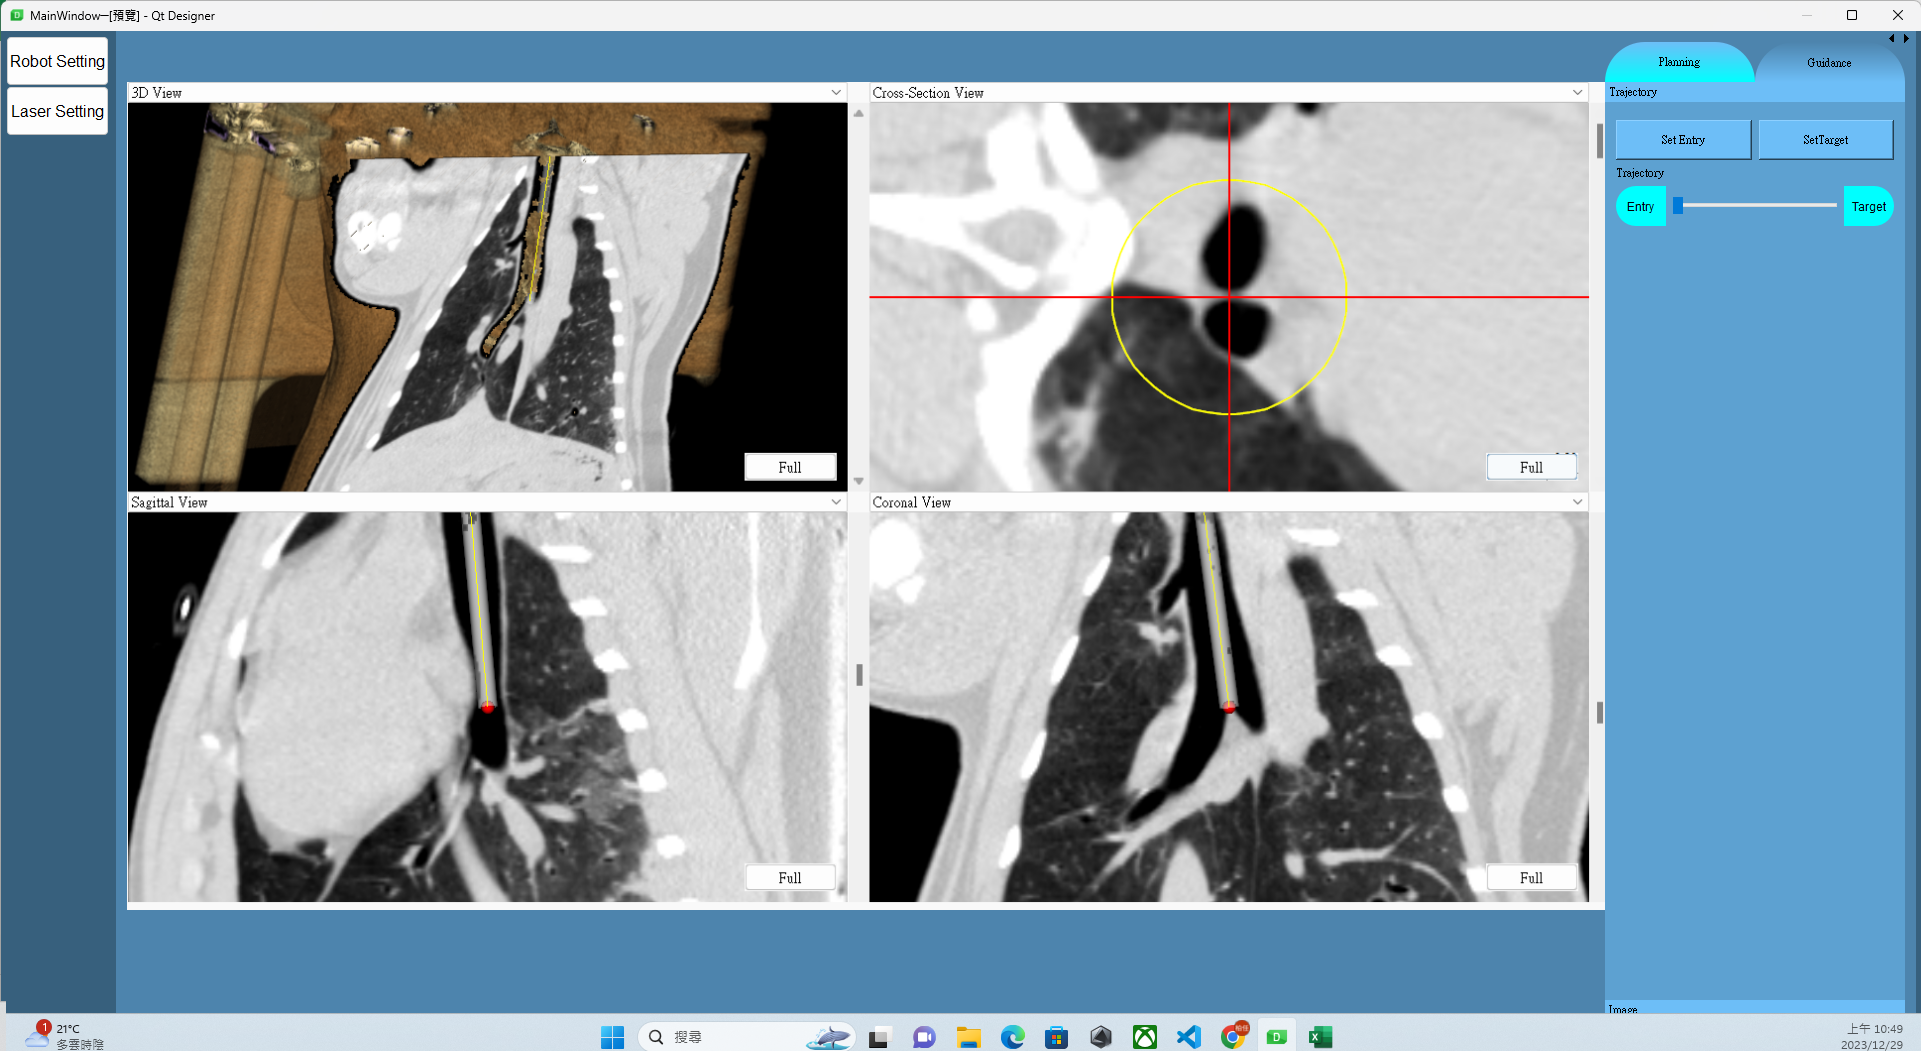 MainWindow─[預覽] - Qt Designer
Robot Setting
Laser Setting
3D View
Full
Cross-Section View
Full
Sagittal View
Full
Coronal View
Full
Planning
Guidance
Trajectory
Set Entry
SetTarget
Trajectory
Entry
Target
Image
1
21°C
多雲時陰
搜尋
上午 10:49
2023/12/29